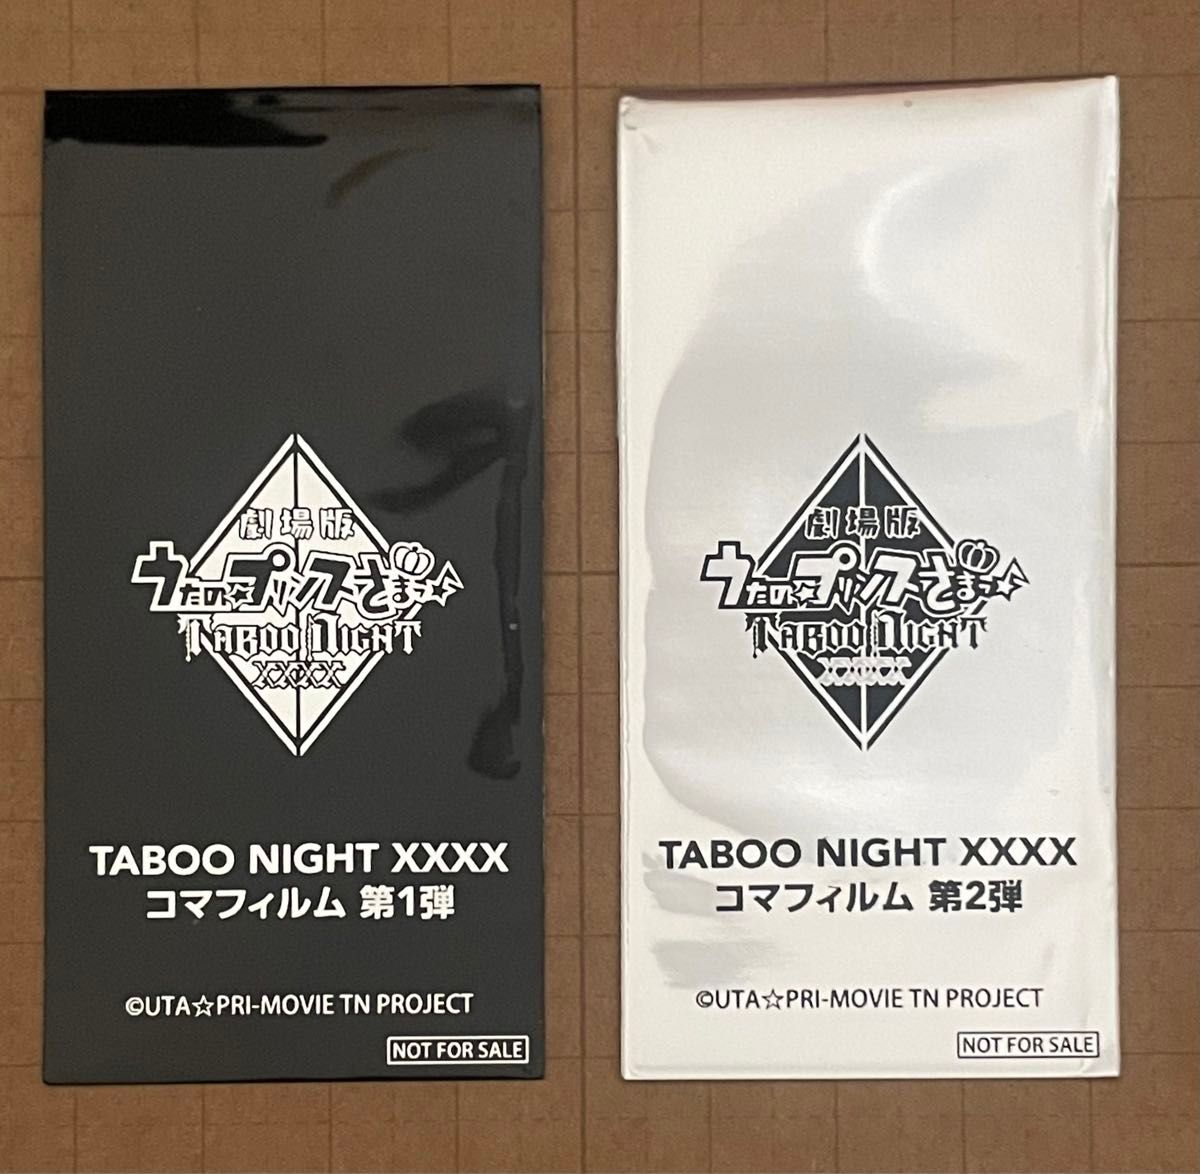 劇場版
うたの☆プリンスさまっ♪
TABOO NIGHT
XXXX
TABOO NIGHT XXXX
コマフィルム 第1弾
©UTA☆PRI-MOVIE TN PROJECT
NOT FOR SALE
劇場版
うたの☆プリンスさまっ♪
TABOO NIGHT
XXXX
TABOO NIGHT XXXX
コマフィルム 第2弾
©UTA☆PRI-MOVIE TN PROJECT
NOT FOR SALE